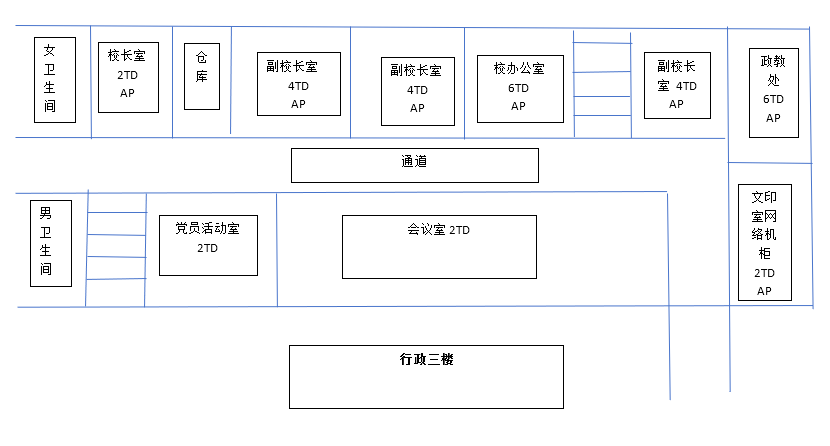 女
卫
生
间
校长室
2TD
AP
仓
库
副校长室
4TD
AP
副校长室
4TD
AP
校办公室
6TD
AP
副校长
室 4TD
AP
政教
处
6TD
AP
通道
男
卫
生
间
党员活动室
2TD
会议室 2TD
文印
室网
络机
柜
2TD
AP
行政三楼